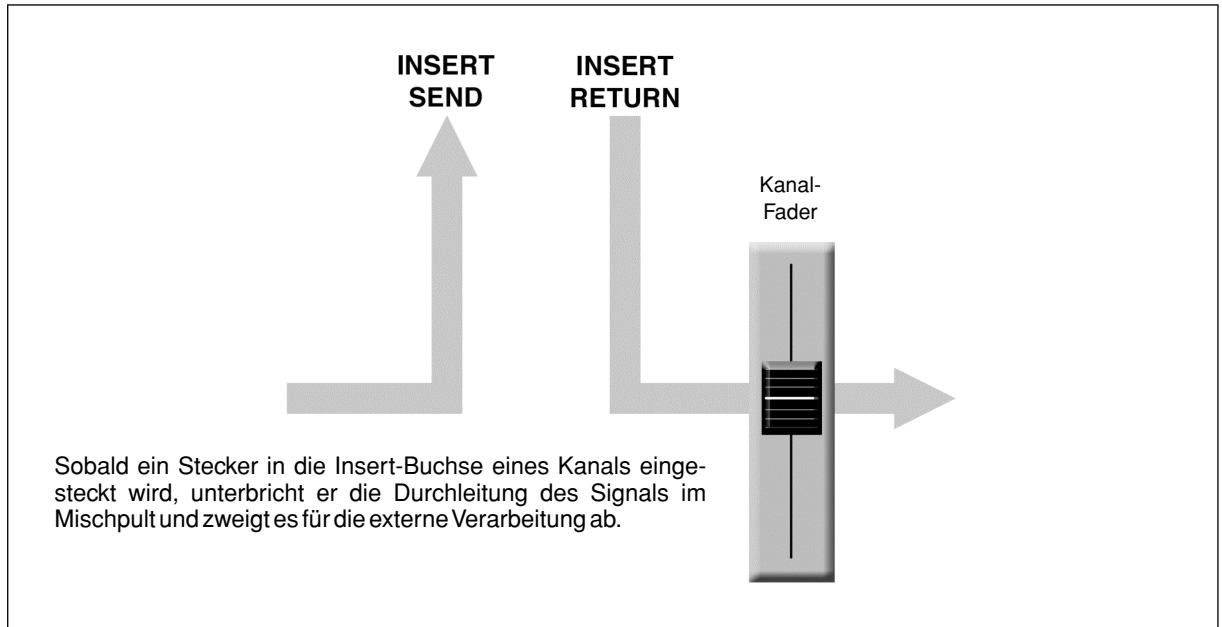 INSERT
SEND
INSERT
RETURN
Kanal-
Fader
Sobald ein Stecker in die Insert-Buchse eines Kanals einge-
steckt wird, unterbricht er die Durchleitung des Signals im
Mischpult und zweigt es für die externe Verarbeitung ab.